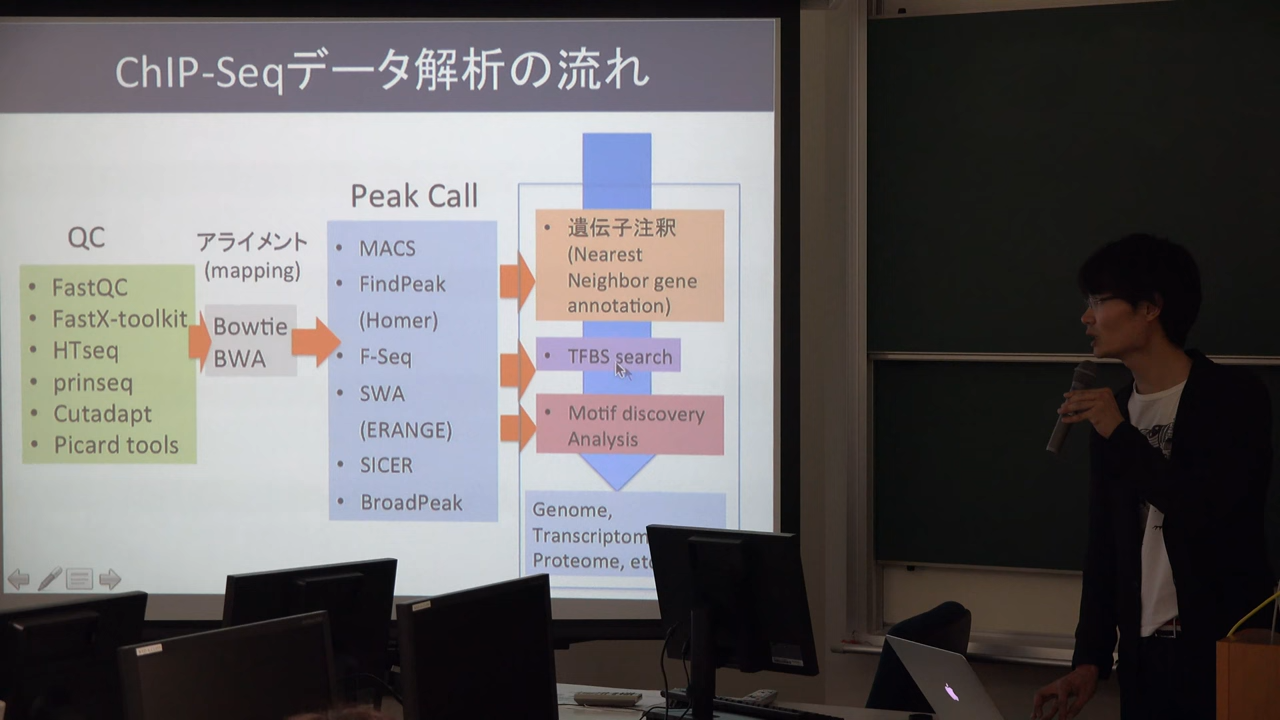 ChIP-Seqデータ解析の流れ
QC
• FastQC
• FastX-toolkit
• HTseq
• prinseq
• Cutadapt
• Picard tools
アライメント
(mapping)
Bowtie
BWA
Peak Call
• MACS
• FindPeak
(Homer)
• F-Seq
• SWA
(ERANGE)
• SICER
• BroadPeak
• 遺伝子注釈
(Nearest
Neighbor gene
annotation)
• TFBS search
• Motif discovery
Analysis
Genome,
Transcriptom
Proteome, etc